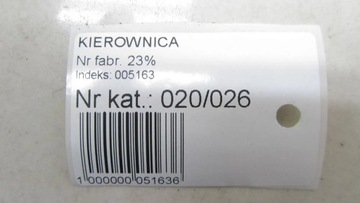 KIEROWNICA
Nr fabr. 23%
Indeks: 005163
Nr kat.: 020/026
1 000000 051636